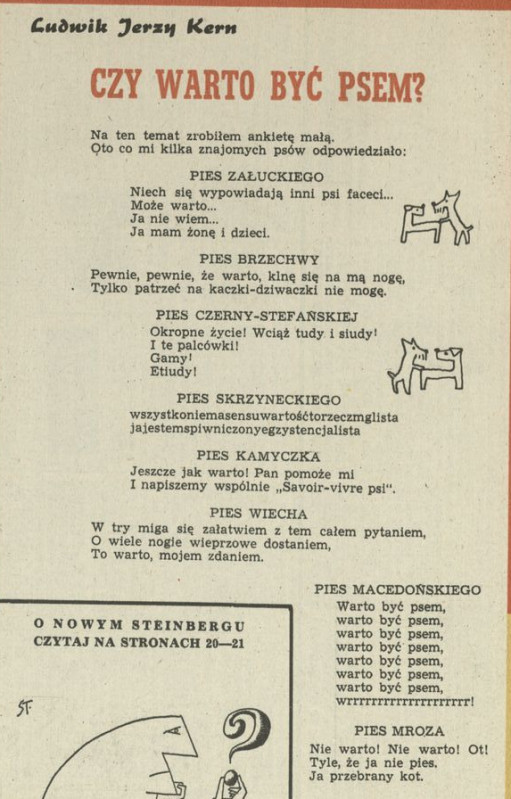 Ludwik Jerzy Kern
CZY WARTO BYĆ PSEM?
Na ten temat zrobiłem ankietę małą.
Oto co mi kilka znajomych psów odpowiedziało:
PIES ZAŁUCKIEGO
Niech się wypowiadają inni psi faceci...
Może warto...
Ja nie wiem...
Ja mam żonę i dzieci.
PIES BRZECHWY
Pewnie, pewnie, że warto, klnę się na mą nogę,
Tylko patrzeć na kaczki-dziwaczki nie mogę.
PIES CZERNY-STEFAŃSKIEJ
Okropne życie! Wciąż tudy i siudy!
I te palcówki!
Gamy!
Etiudy!
PIES SKRZYNECKIEGO
wszystkoniemasensuwartośćtorzeczmglista
jajestemspiwniczonyegzystencjalista
PIES KAMYCZKA
Jeszcze jak warto! Pan pomoże mi
I napiszemy wspólnie „Savoir-vivre psi".
PIES WIECHA
W try miga się załatwiem z tem całem pytaniem,
O wiele nogie wieprzowe dostaniem,
To warto, mojem zdaniem.
PIES MACEDOŃSKIEGO
Warto być psem,
warto być psem,
warto być psem,
warto być psem,
warto być psem,
warto być psem,
warto być psem,
wrrrrrrrrrrrrrrrrrrrrr!
PIES MROZA
Nie warto! Nie warto! Ot!
Tyle, że ja nie pies.
Ja przebrany kot.
O NOWYM STEINBERGU
CZYTAJ NA STRONACH 20—21
ST